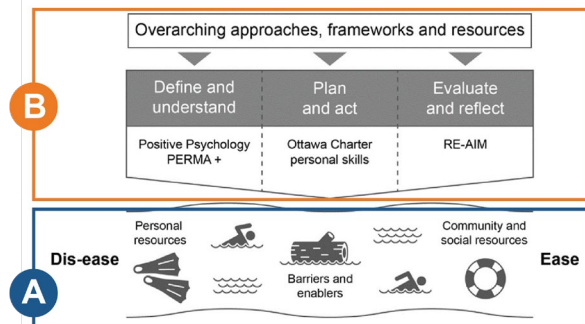 Overarching approaches, frameworks and resources
B
Define and
understand
Plan
and act
Evaluate
and reflect
Positive Psychology
PERMA +
Ottawa Charter
personal skills
RE-AIM
Personal
resources
Community and
social resources
Dis-ease
Barriers and
enablers
Ease
A